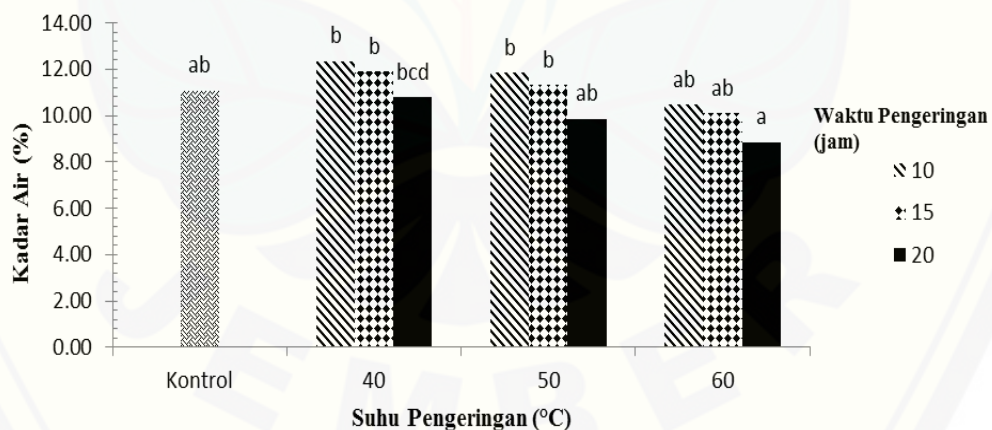 14.00
12.00
10.00
8.00
6.00
4.00
2.00
0.00
Kadar Air (%)
ab
b
b
bcd
b
b
ab
ab
ab
a
Kontrol
40
50
60
Suhu Pengeringan (°C)
Waktu Pengeringan
(jam)
10
15
20
JEMBER